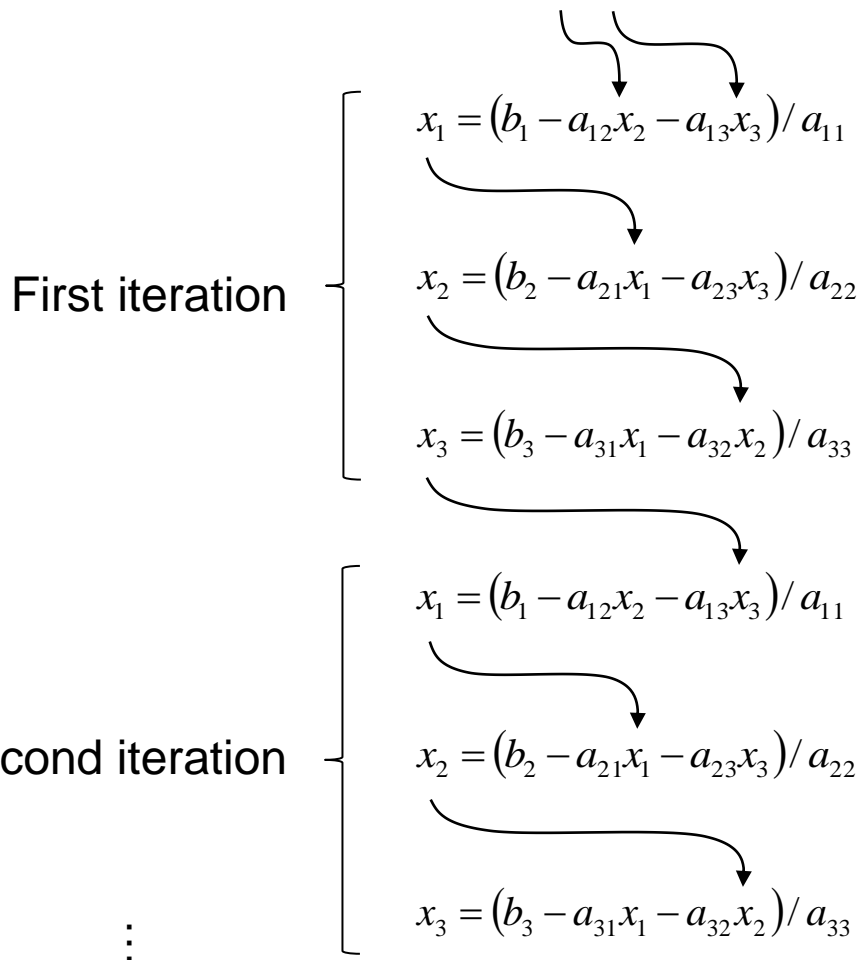 x₁ = (b₁ − a₁₂x₂ − a₁₃x₃)/a₁₁
First iteration
x₂ = (b₂ − a₂₁x₁ − a₂₃x₃)/a₂₂
x₃ = (b₃ − a₃₁x₁ − a₃₂x₂)/a₃₃
x₁ = (b₁ − a₁₂x₂ − a₁₃x₃)/a₁₁
cond iteration
x₂ = (b₂ − a₂₁x₁ − a₂₃x₃)/a₂₂
x₃ = (b₃ − a₃₁x₁ − a₃₂x₂)/a₃₃
⋮